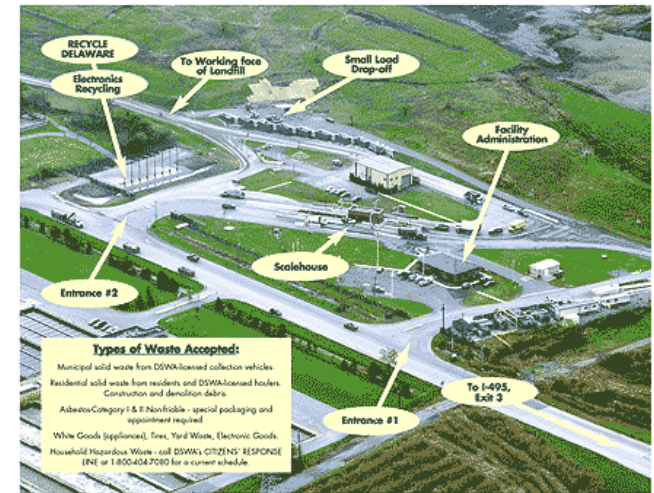 RECYCLE
DELAWARE
Electronics
Recycling
To Working face
of Landfill
Small Load
Drop-off
Facility
Administration
Scalehouse
Entrance #2
Entrance #1
To I-495,
Exit 3
Types of Waste Accepted:
Municipal solid waste from DSWA-licensed collection vehicles.
Residential solid waste from residents and DSWA-licensed haulers.
Construction and demolition debris.
Asbestos-Category I & II Non-friable - special packaging and
appointment required.
White Goods (appliances), Tires, Yard Waste, Electronic Goods.
Household Hazardous Waste - call DSWA's CITIZENS' RESPONSE
LINE at 1-800-404-7080 for a current schedule.